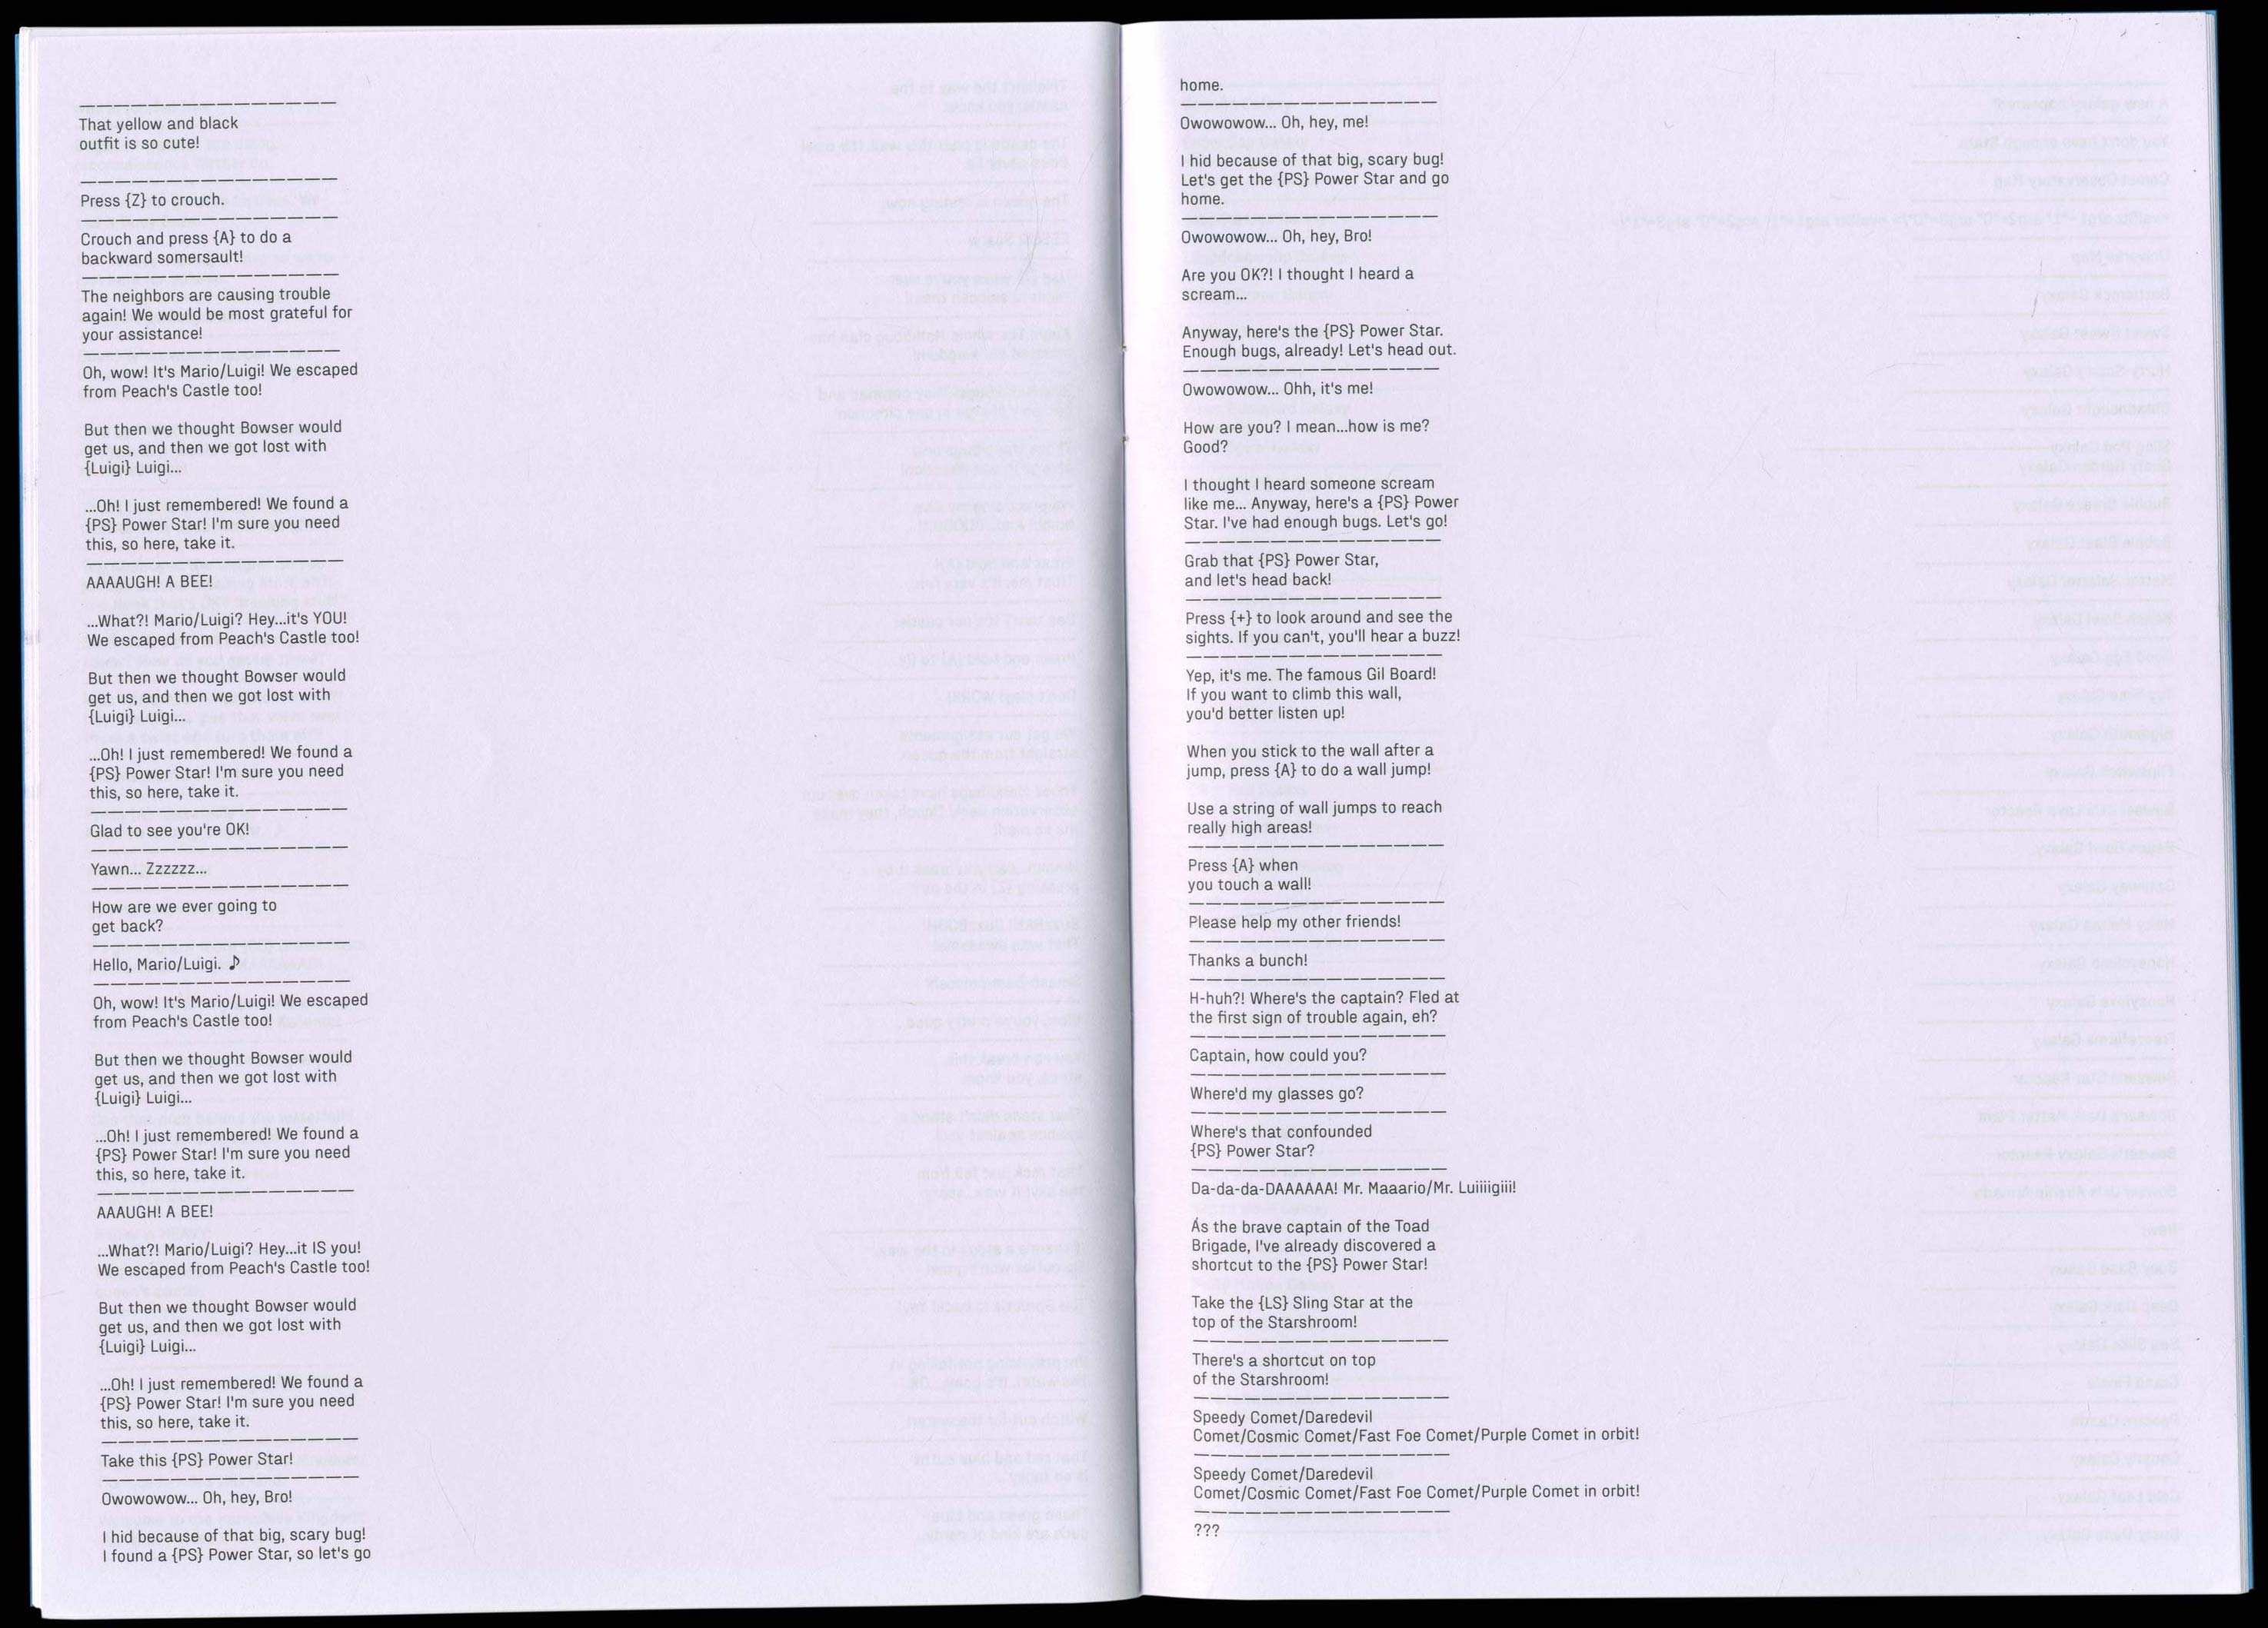 ————————————————
That yellow and black
outfit is so cute!
————————————————
Press {Z} to crouch.
————————————————
Crouch and press {A} to do a
backward somersault!
————————————————
The neighbors are causing trouble
again! We would be most grateful for
your assistance!
————————————————
Oh, wow! It's Mario/Luigi! We escaped
from Peach's Castle too!
But then we thought Bowser would
get us, and then we got lost with
{Luigi} Luigi...
...Oh! I just remembered! We found a
{PS} Power Star! I'm sure you need
this, so here, take it.
————————————————
AAAAUGH! A BEE!
...What?! Mario/Luigi? Hey...it's YOU!
We escaped from Peach's Castle too!
But then we thought Bowser would
get us, and then we got lost with
{Luigi} Luigi...
...Oh! I just remembered! We found a
{PS} Power Star! I'm sure you need
this, so here, take it.
————————————————
Glad to see you're OK!
————————————————
Yawn... Zzzzzz...
————————————————
How are we ever going to
get back?
————————————————
Hello, Mario/Luigi. ♪
————————————————
Oh, wow! It's Mario/Luigi! We escaped
from Peach's Castle too!
But then we thought Bowser would
get us, and then we got lost with
{Luigi} Luigi...
...Oh! I just remembered! We found a
{PS} Power Star! I'm sure you need
this, so here, take it.
————————————————
AAAUGH! A BEE!
...What?! Mario/Luigi? Hey...it IS you!
We escaped from Peach's Castle too!
But then we thought Bowser would
get us, and then we got lost with
{Luigi} Luigi...
...Oh! I just remembered! We found a
{PS} Power Star! I'm sure you need
this, so here, take it.
————————————————
Take this {PS} Power Star!
————————————————
Owowowow... Oh, hey, Bro!
I hid because of that big, scary bug!
I found a {PS} Power Star, so let's go
home.
————————————————
Owowowow... Oh, hey, me!
I hid because of that big, scary bug!
Let's get the {PS} Power Star and go
home.
————————————————
Owowowow... Oh, hey, Bro!
Are you OK?! I thought I heard a
scream...
Anyway, here's the {PS} Power Star.
Enough bugs, already! Let's head out.
————————————————
Owowowow... Ohh, it's me!
How are you? I mean...how is me?
Good?
I thought I heard someone scream
like me... Anyway, here's a {PS} Power
Star. I've had enough bugs. Let's go!
————————————————
Grab that {PS} Power Star,
and let's head back!
————————————————
Press {+} to look around and see the
sights. If you can't, you'll hear a buzz!
————————————————
Yep, it's me. The famous Gil Board!
If you want to climb this wall,
you'd better listen up!
When you stick to the wall after a
jump, press {A} to do a wall jump!
Use a string of wall jumps to reach
really high areas!
————————————————
Press {A} when
you touch a wall!
————————————————
Please help my other friends!
————————————————
Thanks a bunch!
————————————————
H-huh?! Where's the captain? Fled at
the first sign of trouble again, eh?
————————————————
Captain, how could you?
————————————————
Where'd my glasses go?
————————————————
Where's that confounded
{PS} Power Star?
————————————————
Da-da-da-DAAAAAA! Mr. Maaario/Mr. Luiiiigiii!
As the brave captain of the Toad
Brigade, I've already discovered a
shortcut to the {PS} Power Star!
Take the {LS} Sling Star at the
top of the Starshroom!
————————————————
There's a shortcut on top
of the Starshroom!
————————————————
Speedy Comet/Daredevil
Comet/Cosmic Comet/Fast Foe Comet/Purple Comet in orbit!
————————————————
Speedy Comet/Daredevil
Comet/Cosmic Comet/Fast Foe Comet/Purple Comet in orbit!
————————————————
???